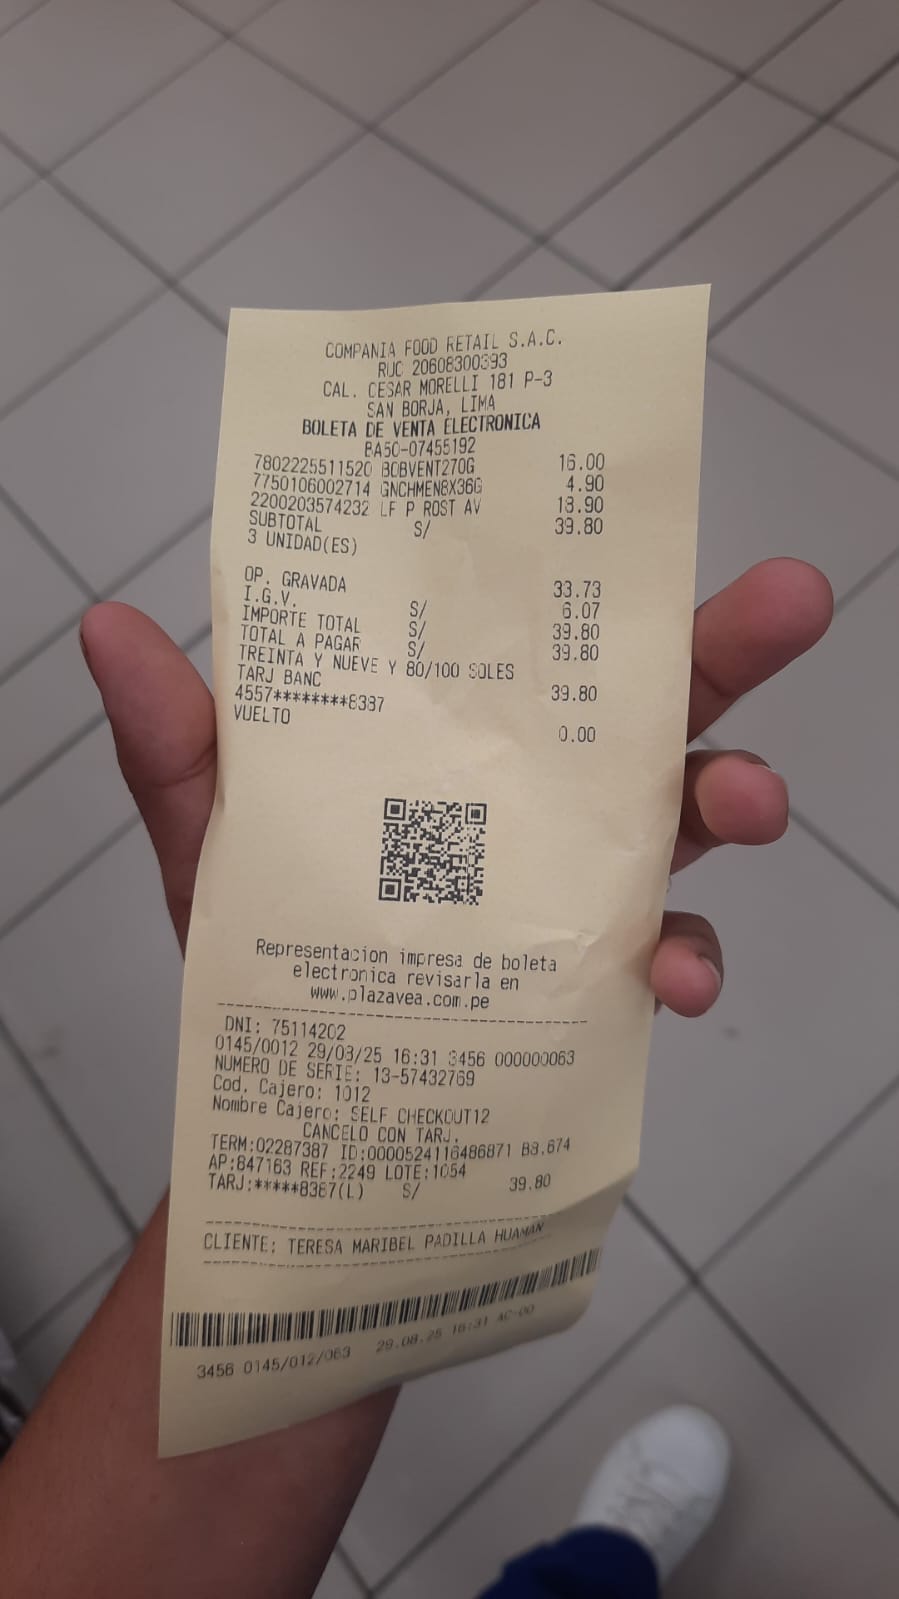 COMPANIA FOOD RETAIL S.A.C.
RUC 20608300393
CAL. CESAR MORELLI 181 P-3
SAN BORJA, LIMA
BOLETA DE VENTA ELECTRONICA
BA50-07455192
7802225511520 BOBVENT270G 16.00
7750106002714 GNCHMEN8X36G 4.90
2200203574232 LF P ROST AV 18.90
SUBTOTAL S/ 39.80
3 UNIDAD(ES)
OP. GRAVADA 33.73
I.G.V. S/ 6.07
IMPORTE TOTAL S/ 39.80
TOTAL A PAGAR S/ 39.80
TREINTA Y NUEVE Y 80/100 SOLES
TARJ BANC 39.80
4557********8387
VUELTO 0.00
Representacion impresa de boleta
electronica revisarla en
www.plazavea.com.pe
DNI: 75114202
0145/0012 29/08/25 16:31 3456 000000063
NUMERO DE SERIE: 13-57432769
Cod. Cajero: 1012
Nombre Cajero: SELF CHECKOUT12
CANCELO CON TARJ.
TERM:02287387 ID:0000524116486871 B8.674
AP:847163 REF:2249 LOTE:1054
TARJ:*****8387(L) S/ 39.80
CLIENTE: TERESA MARIBEL PADILLA HUAMAN
3456 0145/012/063 29.08.25 16:31 AC-00